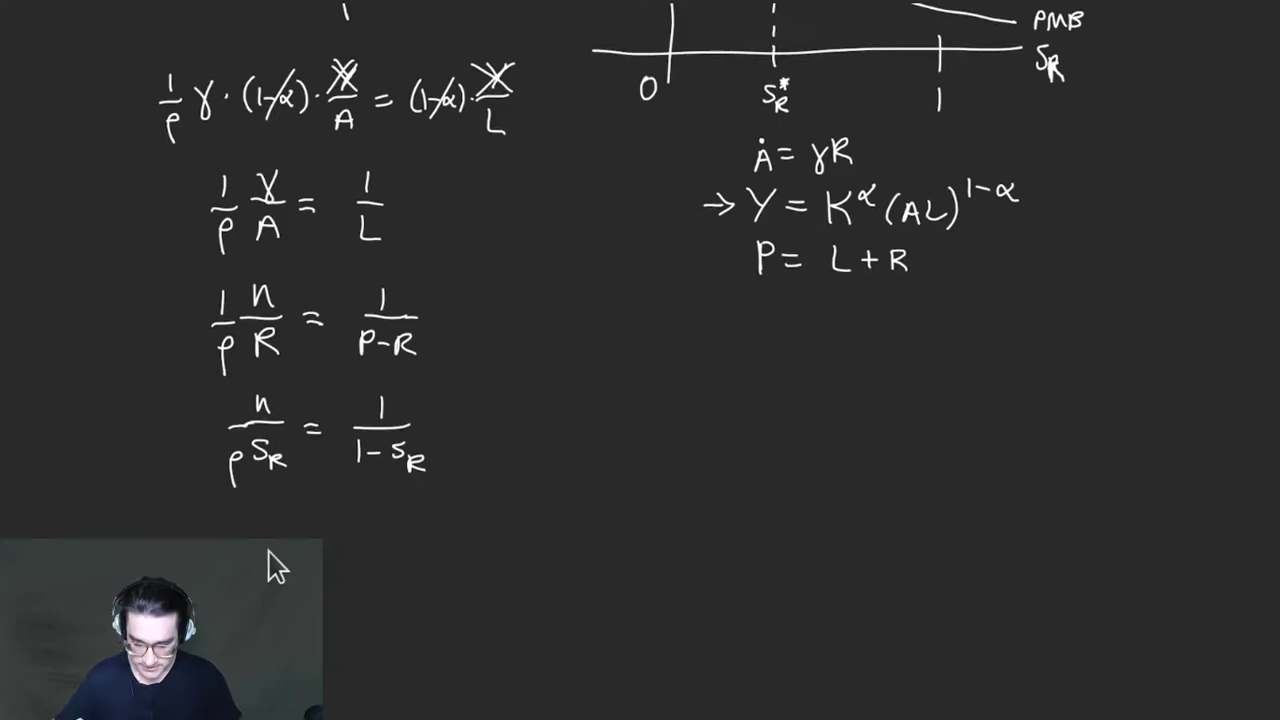 1/ρ γ · (1-α) · Y/A = (1-α) · Y/L
1/ρ γ/A = 1/L
1/ρ n/R = 1/(P-R)
n/(ρ S_R) = 1/(1 - S_R)
PMB
S_R
0
S_R^*
1
Ȧ = γR
→ Y = K^α (AL)^{1-α}
P = L + R